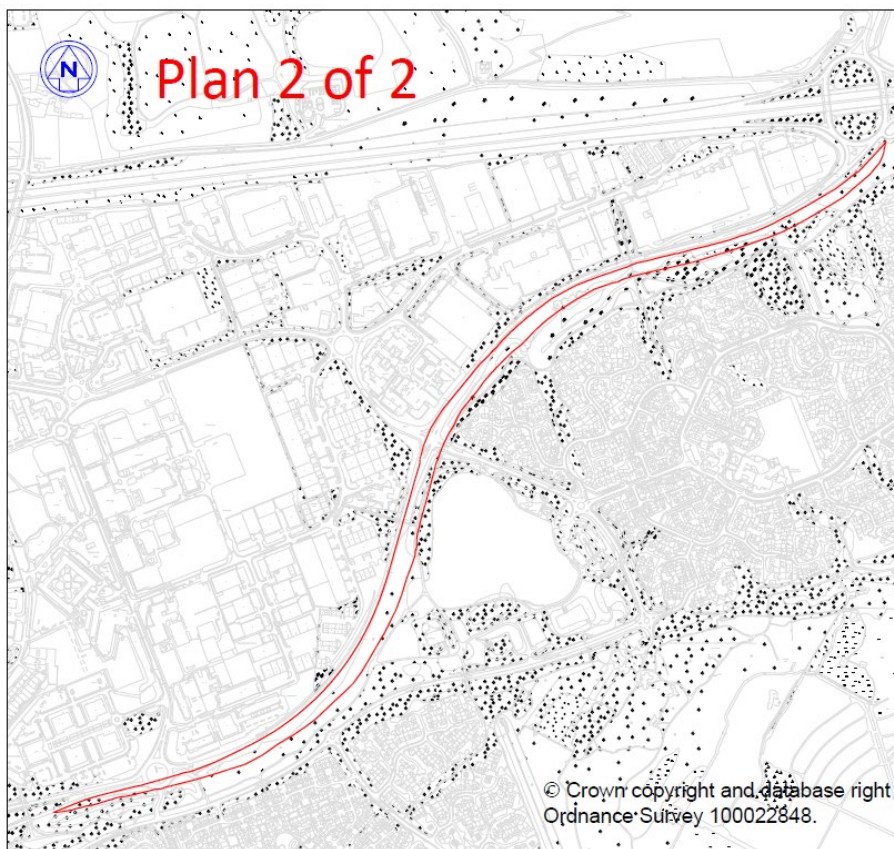 N
Plan 2 of 2
© Crown copyright and database right
Ordnance Survey 100022848.